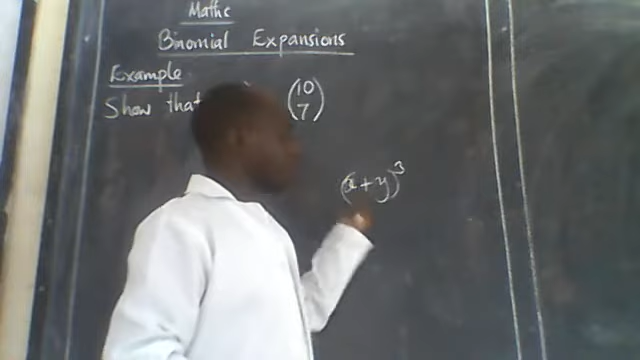 Maths
Binomial Expansions
Example
Show that (10 7)
(x+y)³